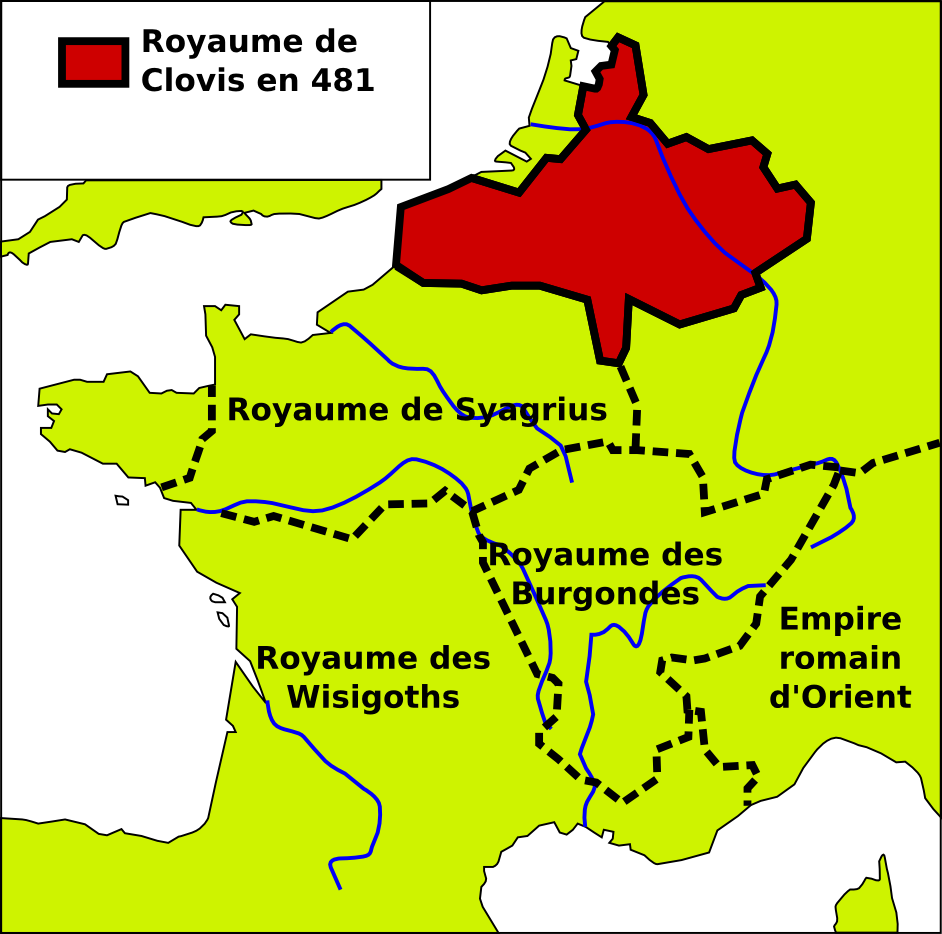 Royaume de
Clovis en 481
Royaume de Syagrius
Royaume des
Burgondes
Empire
romain
d'Orient
Royaume des
Wisigoths